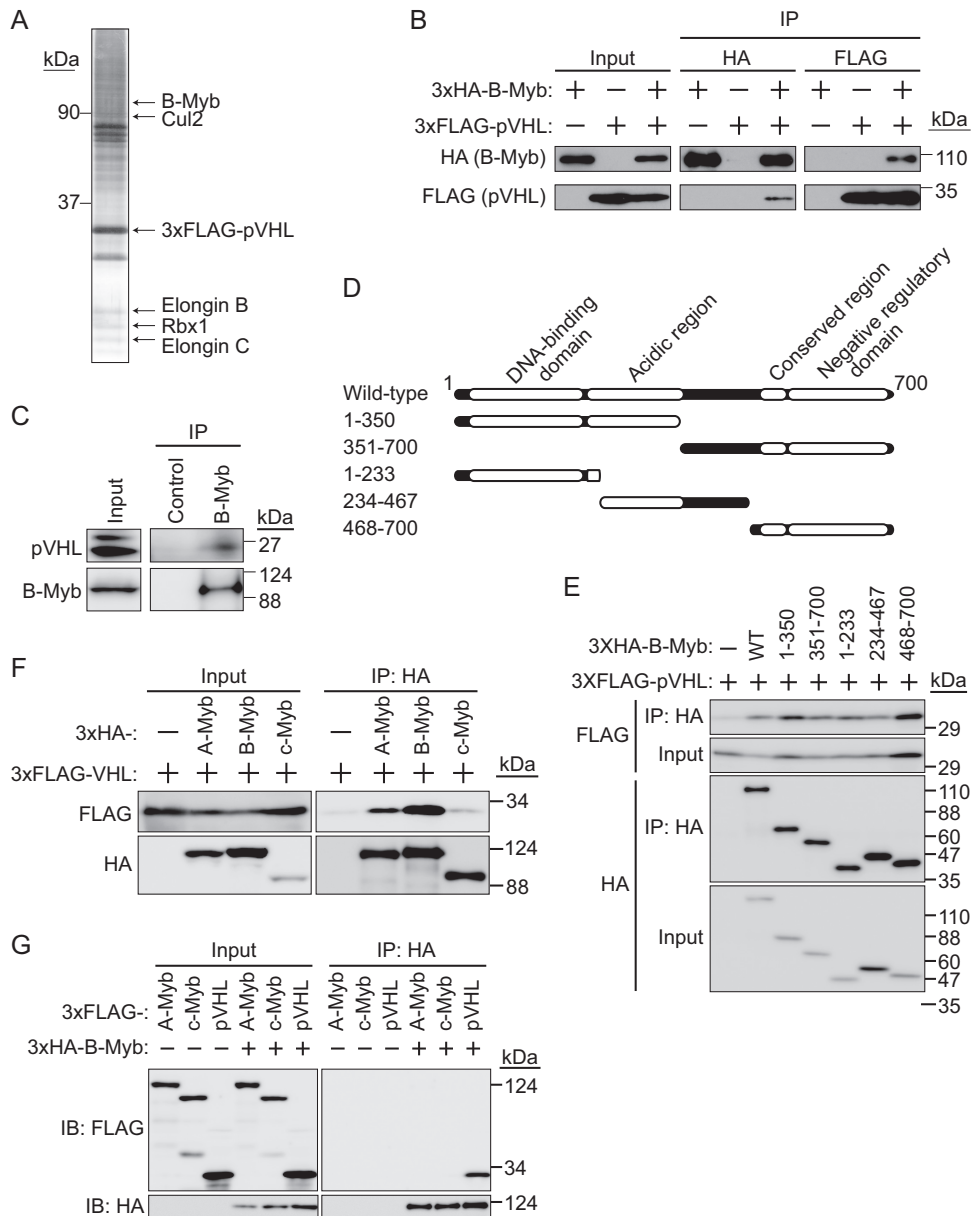 A
kDa
90
37
B-Myb
Cul2
3xFLAG-pVHL
Elongin B
Rbx1
Elongin C
B
IP
Input
HA
FLAG
3xHA-B-Myb: + − + + − + + − +
3xFLAG-pVHL: − + + − + + − + +
kDa
HA (B-Myb)
110
FLAG (pVHL)
35
C
IP
Input
Control
B-Myb
kDa
pVHL
27
B-Myb
124
88
D
DNA-binding domain
Acidic region
Conserved region
Negative regulatory domain
Wild-type
1
700
1-350
351-700
1-233
234-467
468-700
E
3XHA-B-Myb: − WT 1-350 351-700 1-233 234-467 468-700
3XFLAG-pVHL: + + + + + + +
kDa
FLAG
IP: HA
29
Input
29
HA
IP: HA
110
88
60
47
35
Input
110
88
60
47
35
F
Input
IP: HA
3xHA-: − A-Myb B-Myb c-Myb − A-Myb B-Myb c-Myb
3xFLAG-VHL: + + + + + + + +
kDa
FLAG
34
HA
124
88
G
Input
IP: HA
3xFLAG-: A-Myb c-Myb pVHL A-Myb c-Myb pVHL A-Myb c-Myb pVHL A-Myb c-Myb pVHL
3xHA-B-Myb: − − − + + + − − − + + +
kDa
IB: FLAG
124
34
IB: HA
124